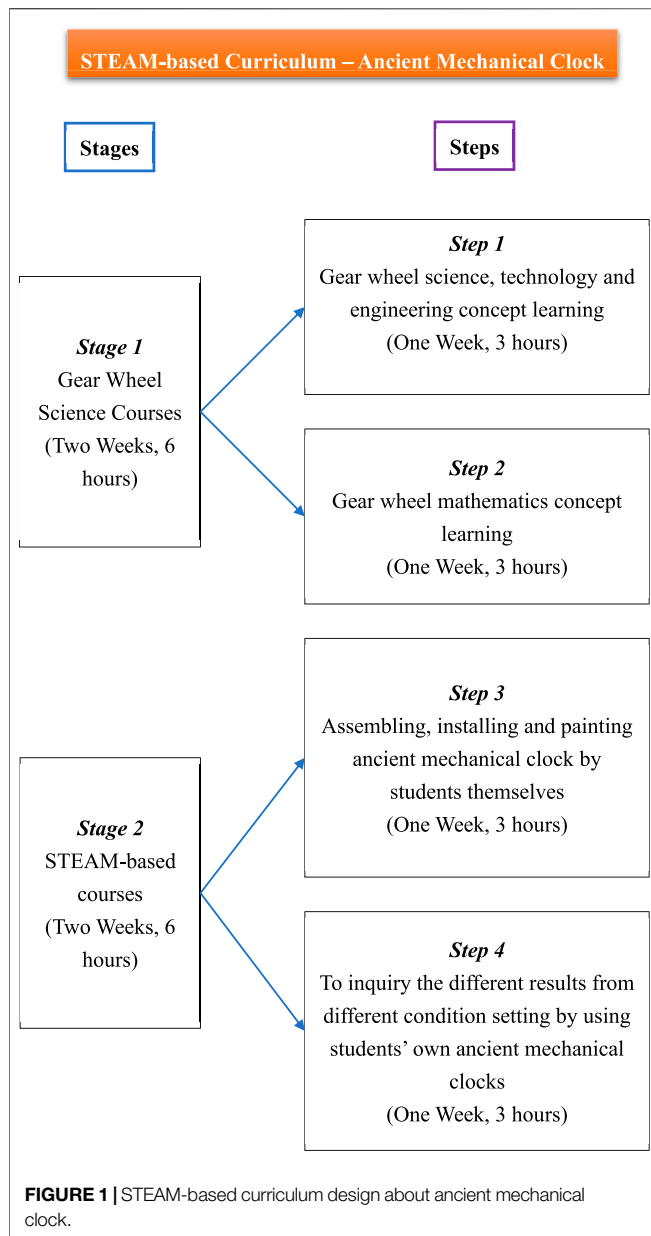 STEAM-based Curriculum – Ancient Mechanical Clock
Stages
Steps
Stage 1
Gear Wheel
Science Courses
(Two Weeks, 6
hours)
Step 1
Gear wheel science, technology and
engineering concept learning
(One Week, 3 hours)
Step 2
Gear wheel mathematics concept
learning
(One Week, 3 hours)
Stage 2
STEAM-based
courses
(Two Weeks, 6
hours)
Step 3
Assembling, installing and painting
ancient mechanical clock by
students themselves
(One Week, 3 hours)
Step 4
To inquiry the different results from
different condition setting by using
students’ own ancient mechanical
clocks
(One Week, 3 hours)
FIGURE 1 | STEAM-based curriculum design about ancient mechanical
clock.